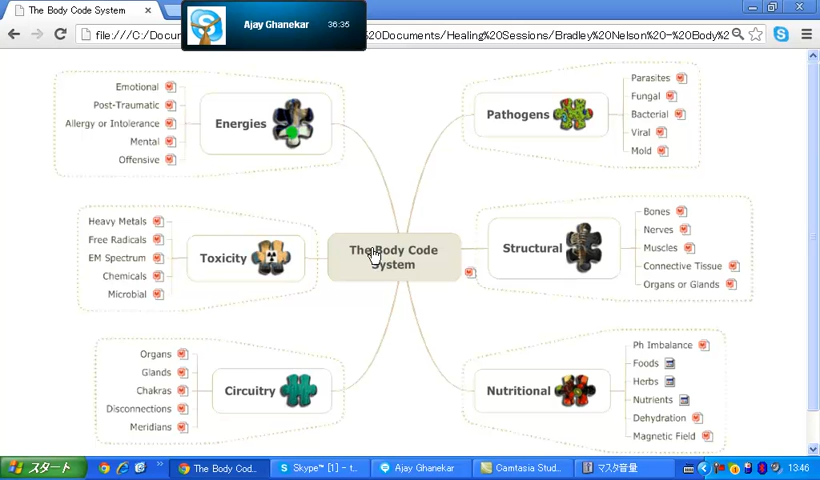 The Body Code System
Ajay Ghanekar
36:35
file:///C:/Docu
Documents/Healing%20Sessions/Bradley%20Nelson%20-%20Body%2
Emotional
Post-Traumatic
Allergy or Intolerance
Mental
Offensive
Energies
Pathogens
Parasites
Fungal
Bacterial
Viral
Mold
Heavy Metals
Free Radicals
EM Spectrum
Chemicals
Microbial
Toxicity
The Body Code
System
Structural
Bones
Nerves
Muscles
Connective Tissue
Organs or Glands
Organs
Glands
Chakras
Disconnections
Meridians
Circuitry
Nutritional
Ph Imbalance
Foods
Herbs
Nutrients
Dehydration
Magnetic Field
スタート
The Body Cod...
Skype™ [1] - t...
Ajay Ghanekar
Camtasia Stud...
マスタ音量
13:46